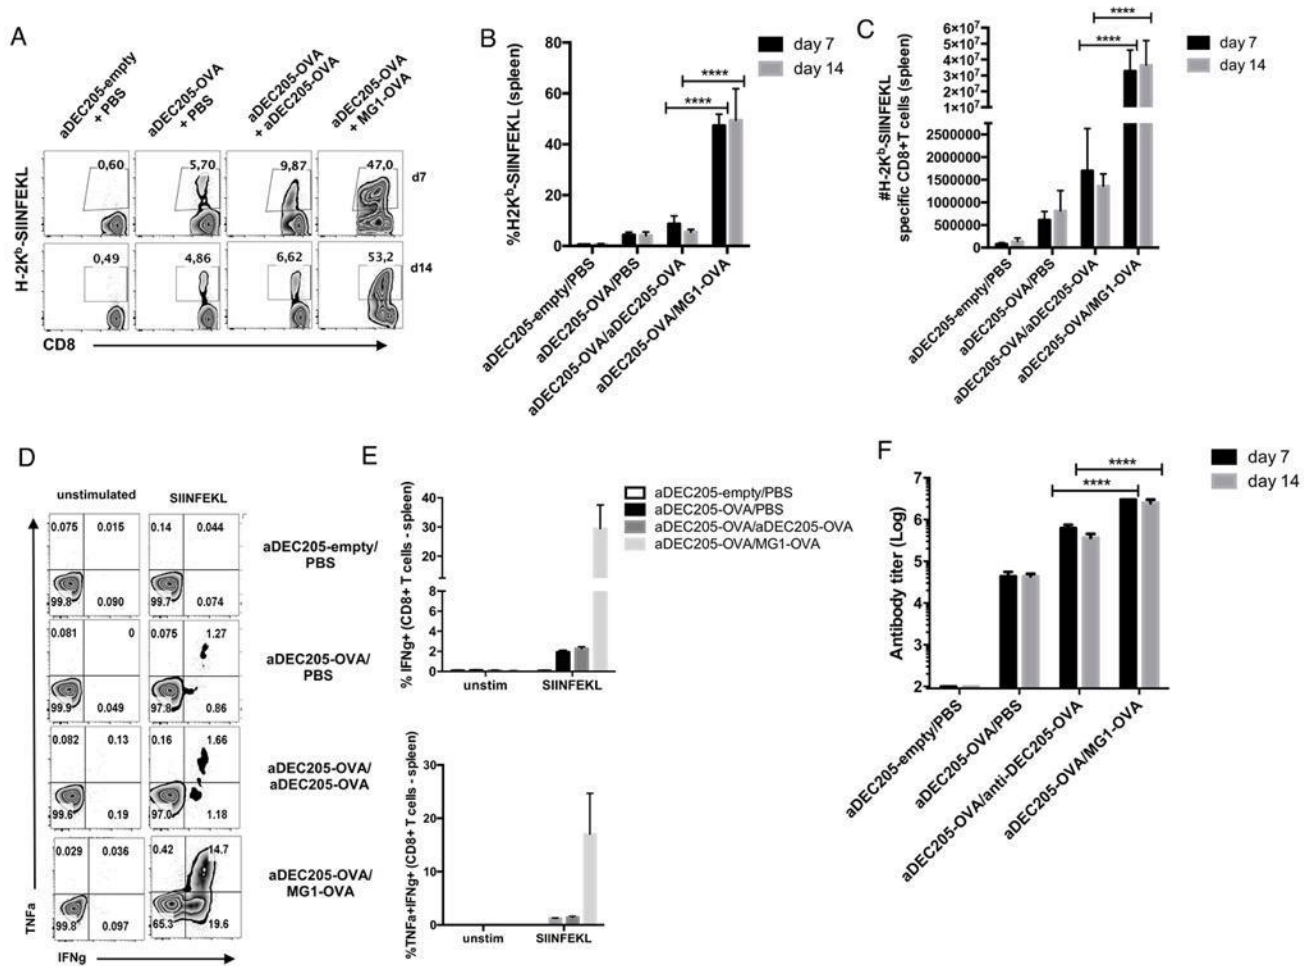 A
aDEC205-empty
+ PBS
aDEC205-OVA
+ PBS
aDEC205-OVA
+ aDEC205-OVA
aDEC205-OVA
+ MG1-OVA
0,60
5,70
9,87
47,0
d7
0,49
4,86
6,62
53,2
d14
H-2Kᵇ-SIINFEKL
CD8
B
%H2Kᵇ-SIINFEKL (spleen)
80
60
40
20
0
day 7
day 14
****
****
aDEC205-empty/PBS
aDEC205-OVA/PBS
aDEC205-OVA/aDEC205-OVA
aDEC205-OVA/MG1-OVA
C
#H-2Kᵇ-SIINFEKL
specific CD8+T cells (spleen)
6×10⁷
5×10⁷
4×10⁷
3×10⁷
2×10⁷
1×10⁷
2500000
2000000
1500000
1000000
500000
0
****
****
day 7
day 14
aDEC205-empty/PBS
aDEC205-OVA/PBS
aDEC205-OVA/aDEC205-OVA
aDEC205-OVA/MG1-OVA
D
unstimulated
SIINFEKL
0.075 0.015 0.14 0.044
99.8 0.090 99.7 0.074
aDEC205-empty/
PBS
0.081 0 0.075 1.27
99.9 0.049 97.8 0.86
aDEC205-OVA/
PBS
0.082 0.13 0.16 1.66
99.6 0.19 97.0 1.18
aDEC205-OVA/
aDEC205-OVA
0.029 0.036 0.42 14.7
99.8 0.097 65.3 19.6
aDEC205-OVA/
MG1-OVA
TNFa
IFNg
E
% IFNg+ (CD8+ T cells - spleen)
40
30
20
10
8
6
4
2
0
unstim
SIINFEKL
aDEC205-empty/PBS
aDEC205-OVA/PBS
aDEC205-OVA/aDEC205-OVA
aDEC205-OVA/MG1-OVA
%TNFa+IFNg+ (CD8+ T cells - spleen)
30
20
10
0
unstim
SIINFEKL
F
Antibody titer (Log)
7
6
5
4
3
2
****
****
day 7
day 14
aDEC205-empty/PBS
aDEC205-OVA/PBS
aDEC205-OVA/anti-DEC205-OVA
aDEC205-OVA/MG1-OVA